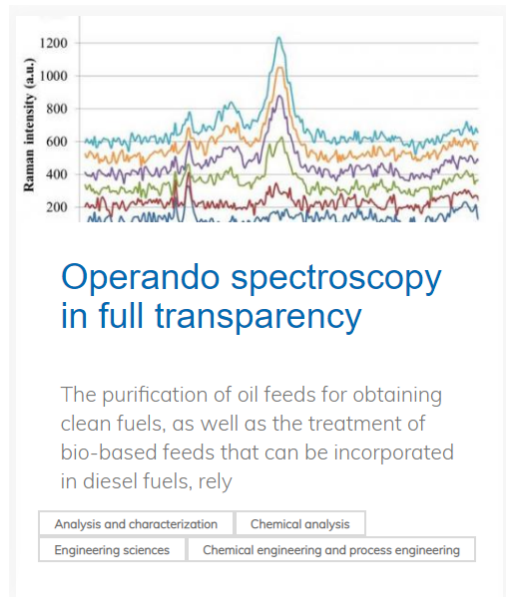 1200
1000
800
600
400
200
Raman intensity (a.u.)
Operando spectroscopy
in full transparency
The purification of oil feeds for obtaining
clean fuels, as well as the treatment of
bio-based feeds that can be incorporated
in diesel fuels, rely
Analysis and characterization
Chemical analysis
Engineering sciences
Chemical engineering and process engineering